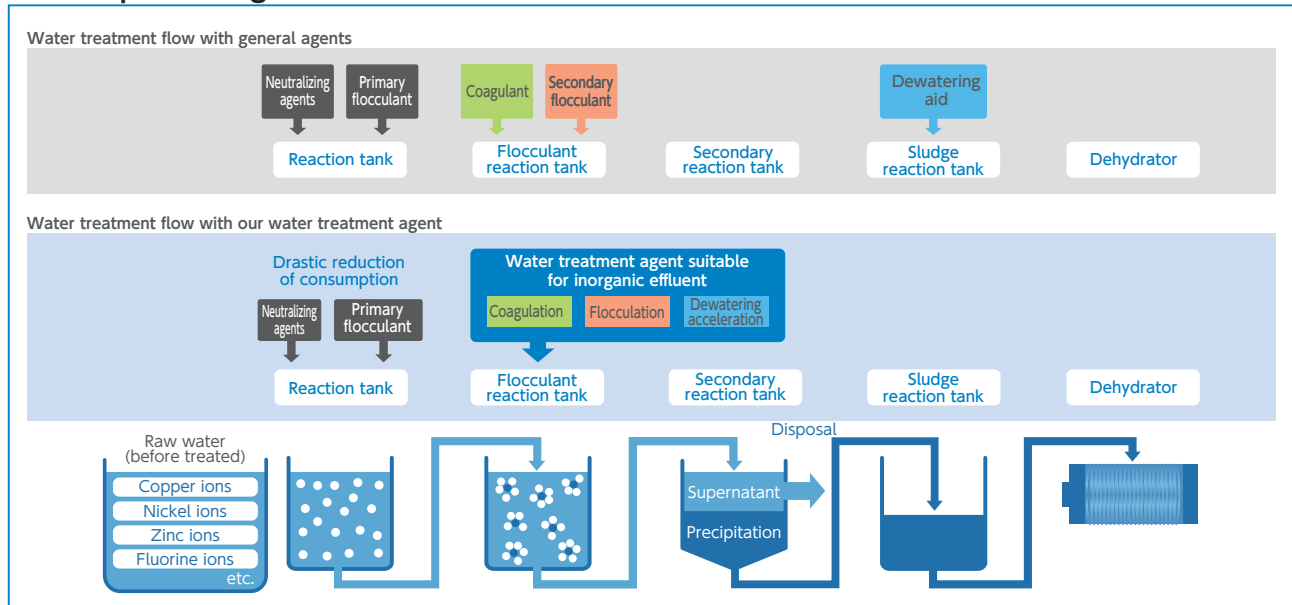 Water treatment flow with general agents
Neutralizing
agents
Primary
flocculant
Coagulant
Secondary
flocculant
Dewatering
aid
Reaction tank
Flocculant
reaction tank
Secondary
reaction tank
Sludge
reaction tank
Dehydrator
Water treatment flow with our water treatment agent
Drastic reduction
of consumption
Neutralizing
agents
Primary
flocculant
Water treatment agent suitable
for inorganic effluent
Coagulation
Flocculation
Dewatering
acceleration
Reaction tank
Flocculant
reaction tank
Secondary
reaction tank
Sludge
reaction tank
Dehydrator
Raw water
(before treated)
Copper ions
Nickel ions
Zinc ions
Fluorine ions
etc.
Disposal
Supernatant
Precipitation